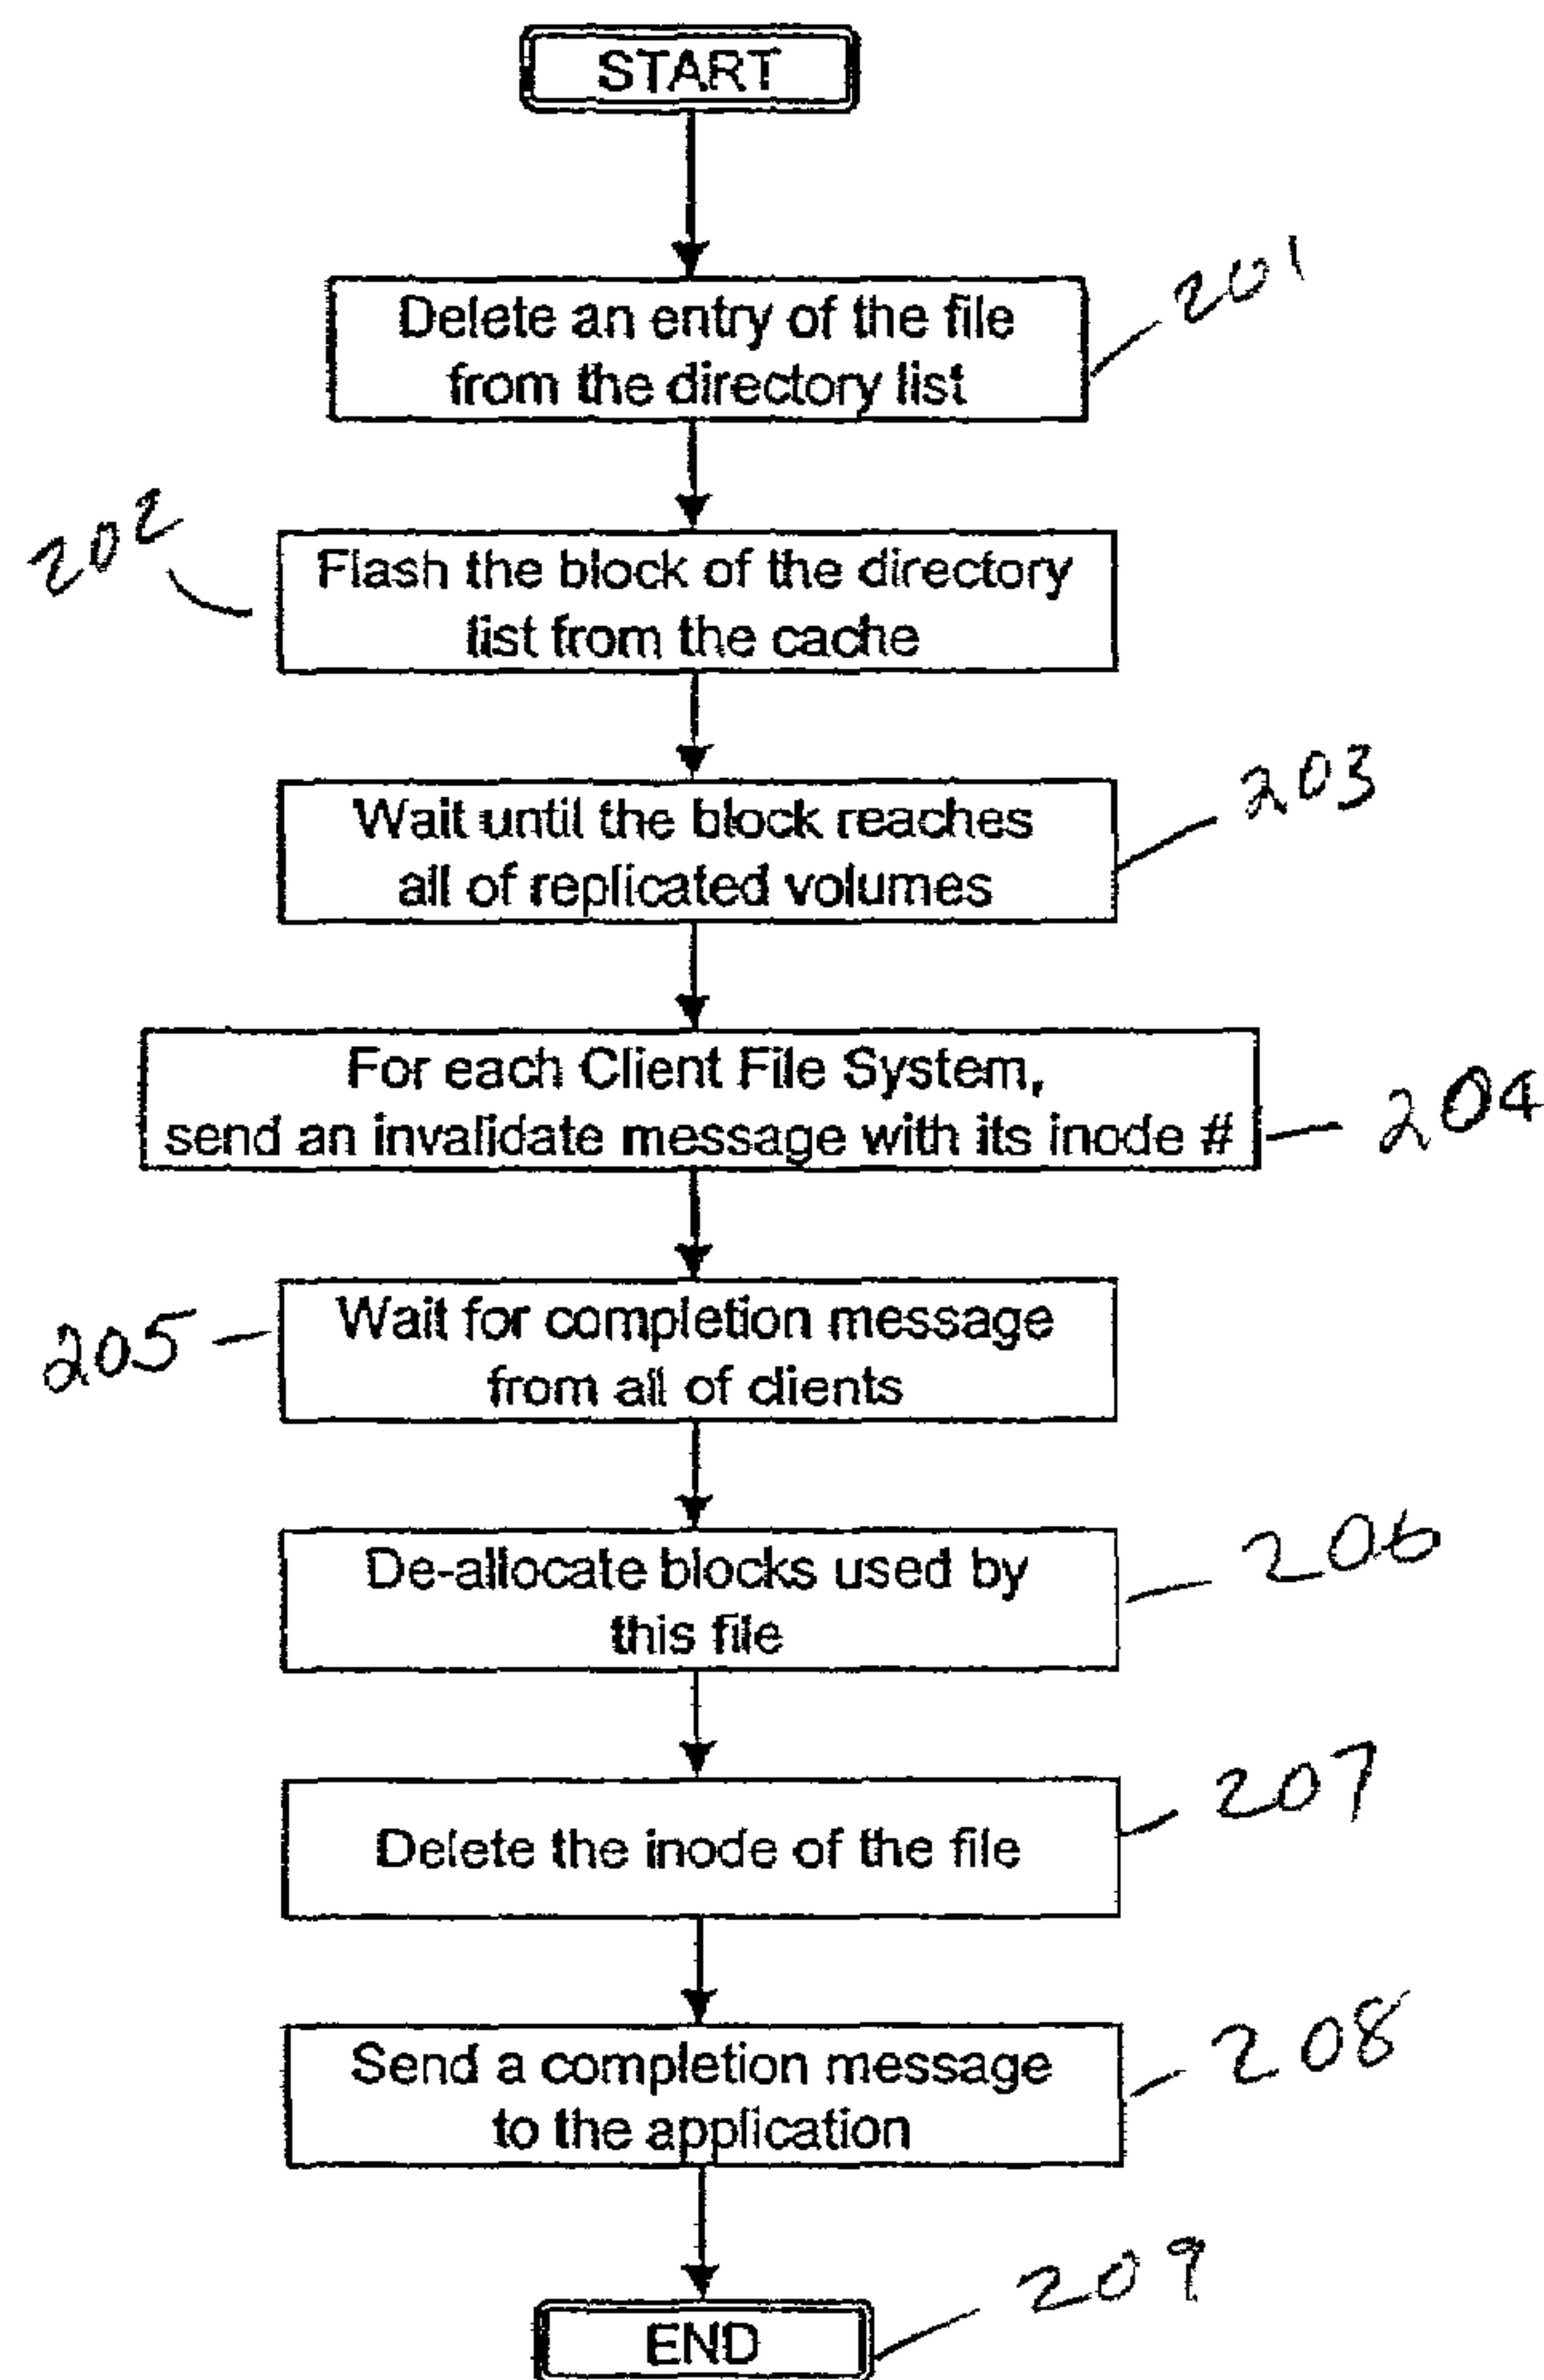 START
Delete an entry of the file
from the directory list
201
202
Flash the block of the directory
list from the cache
Wait until the block reaches
all of replicated volumes
203
For each Client File System,
send an invalidate message with its inode #
204
205
Wait for completion message
from all of clients
De-allocate blocks used by
this file
206
Delete the inode of the file
207
Send a completion message
to the application
208
END
209